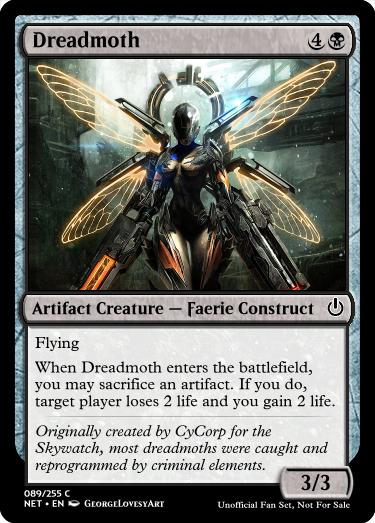 Dreadmoth 4
Artifact Creature — Faerie Construct
Flying
When Dreadmoth enters the battlefield,
you may sacrifice an artifact. If you do,
target player loses 2 life and you gain 2 life.
Originally created by CyCorp for the
Skywatch, most dreadmoths were caught and
reprogrammed by criminal elements.
3/3
089/255 C
NET • EN GeorgeLovesyArt
Unofficial Fan Set, Not For Sale